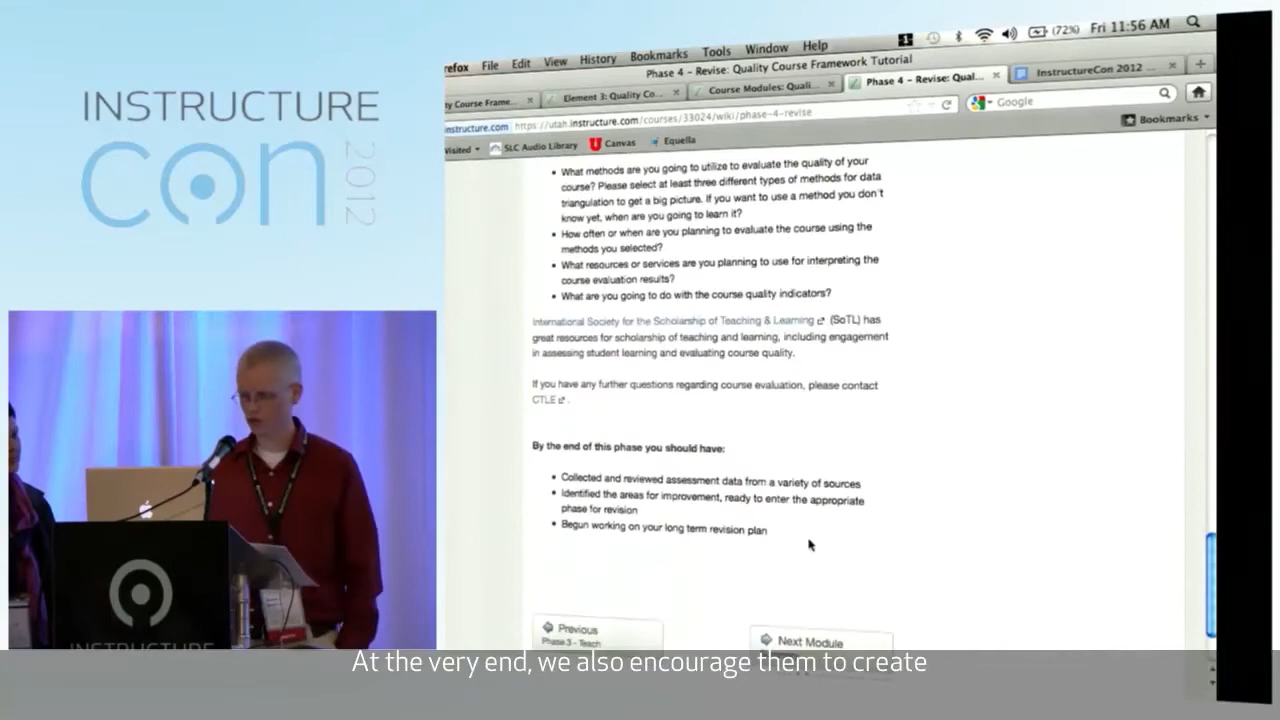 INSTRUCTURE
con 2012
refox File Edit View History Bookmarks Tools Window Help
(72%) Fri 11:56 AM
Phase 4 - Revise: Quality Course Framework Tutorial
ty Course Frame...
Element 3: Quality Co...
Course Modules: Quali...
Phase 4 - Revise: Qual...
InstructureCon 2012 ...
instructure.com https://utah.instructure.com/courses/33024/wiki/phase-4-revise
Google
Bookmarks
Visited SLC Audio Library Canvas Equella
• What methods are you going to utilize to evaluate the quality of your
course? Please select at least three different types of methods for data
triangulation to get a big picture. If you want to use a method you don't
know yet, when are you going to learn it?
• How often or when are you planning to evaluate the course using the
methods you selected?
• What resources or services are you planning to use for interpreting the
course evaluation results?
• What are you going to do with the course quality indicators?
International Society for the Scholarship of Teaching & Learning (SoTL) has
great resources for scholarship of teaching and learning, including engagement
in assessing student learning and evaluating course quality.
If you have any further questions regarding course evaluation, please contact
CTLE .
By the end of this phase you should have:
• Collected and reviewed assessment data from a variety of sources
• Identified the areas for improvement, ready to enter the appropriate
phase for revision
• Begun working on your long term revision plan
Previous
Phase 3 - Teach
Next Module
INSTRUCTURE
At the very end, we also encourage them to create